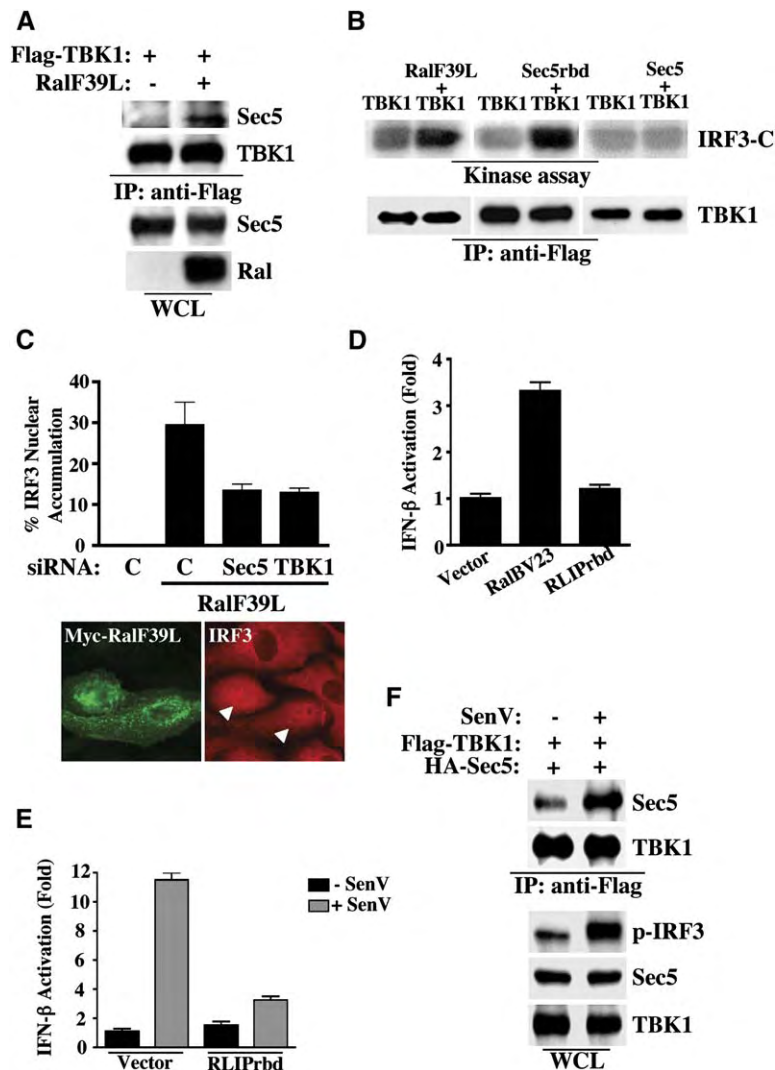 A
Flag-TBK1: + +
RalF39L: - +
Sec5
TBK1
IP: anti-Flag
Sec5
Ral
WCL
B
RalF39L Sec5rbd Sec5
+ + +
TBK1 TBK1 TBK1 TBK1 TBK1 TBK1
IRF3-C
Kinase assay
TBK1
IP: anti-Flag
C
% IRF3 Nuclear
Accumulation
40
30
20
10
0
siRNA: C C Sec5 TBK1
RalF39L
Myc-RalF39L IRF3
D
IFN-β Activation (Fold)
4
3
2
1
0
Vector RalBV23 RLIPrbd
E
IFN-β Activation (Fold)
12
10
8
6
4
2
0
Vector RLIPrbd
- SenV
+ SenV
F
SenV: - +
Flag-TBK1: + +
HA-Sec5: + +
Sec5
TBK1
IP: anti-Flag
p-IRF3
Sec5
TBK1
WCL